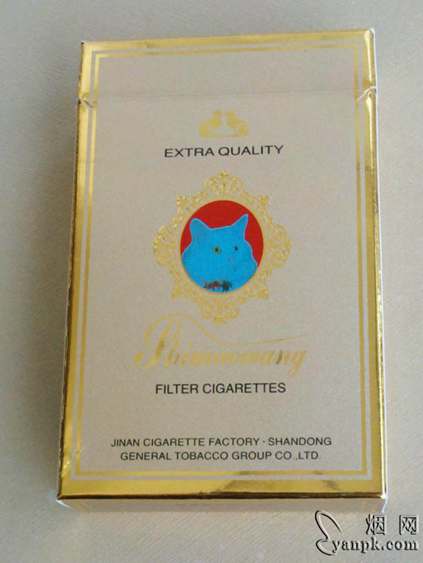 EXTRA QUALITY
FILTER CIGARETTES
JINAN CIGARETTE FACTORY · SHANDONG
GENERAL TOBACCO GROUP CO.,LTD.
烟网
yanpk.com